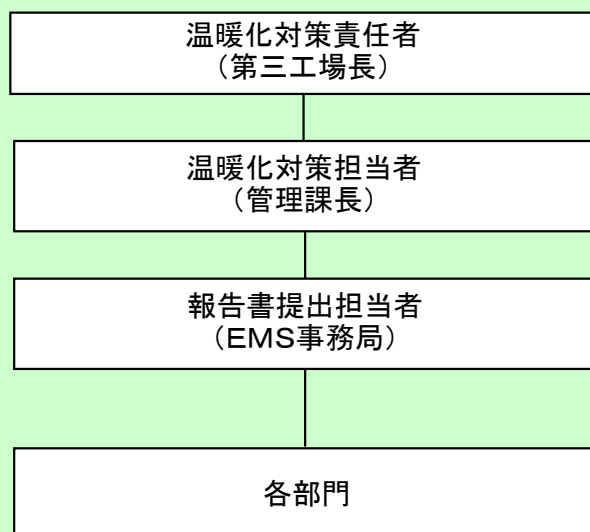 温暖化対策責任者
（第三工場長）
温暖化対策担当者
（管理課長）
報告書提出担当者
（EMS事務局）
各部門